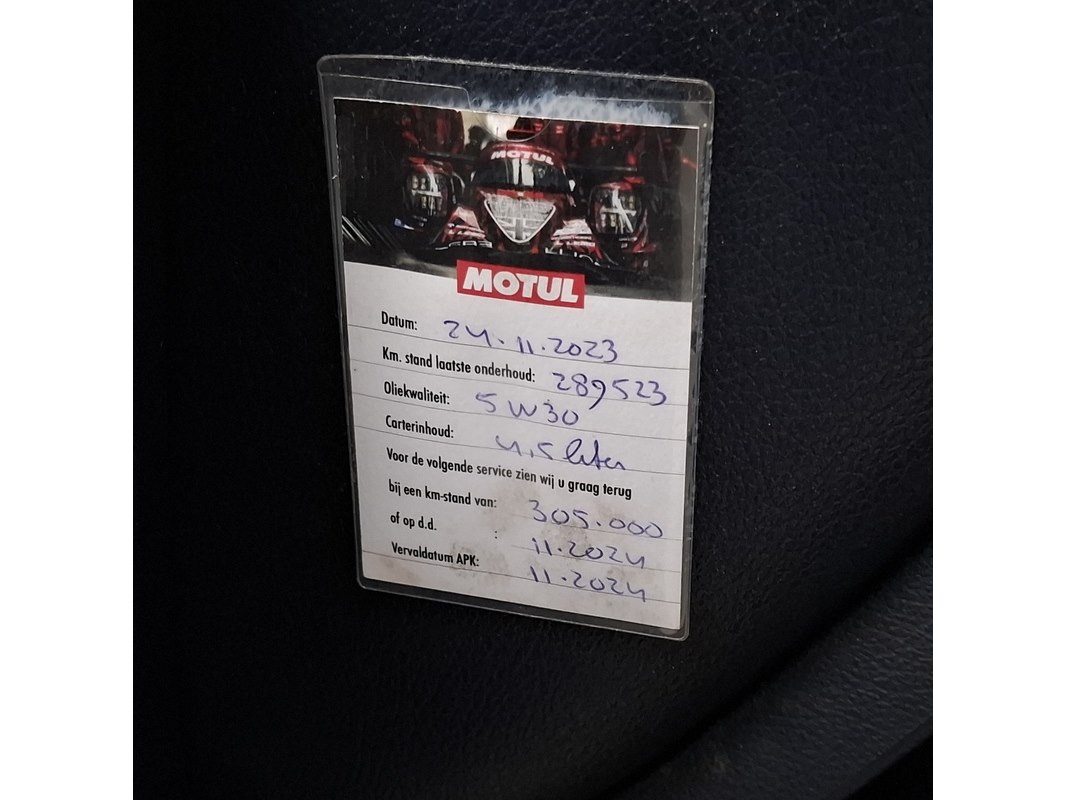 MOTUL
MOTUL
Datum: 24.11.2023
Km. stand laatste onderhoud: 289523
Oliekwaliteit: 5W30
Carterinhoud: 4,5 liter
Voor de volgende service zien wij u graag terug
bij een km-stand van: 305.000
of op d.d. : 11.2024
Vervaldatum APK: 11.2024